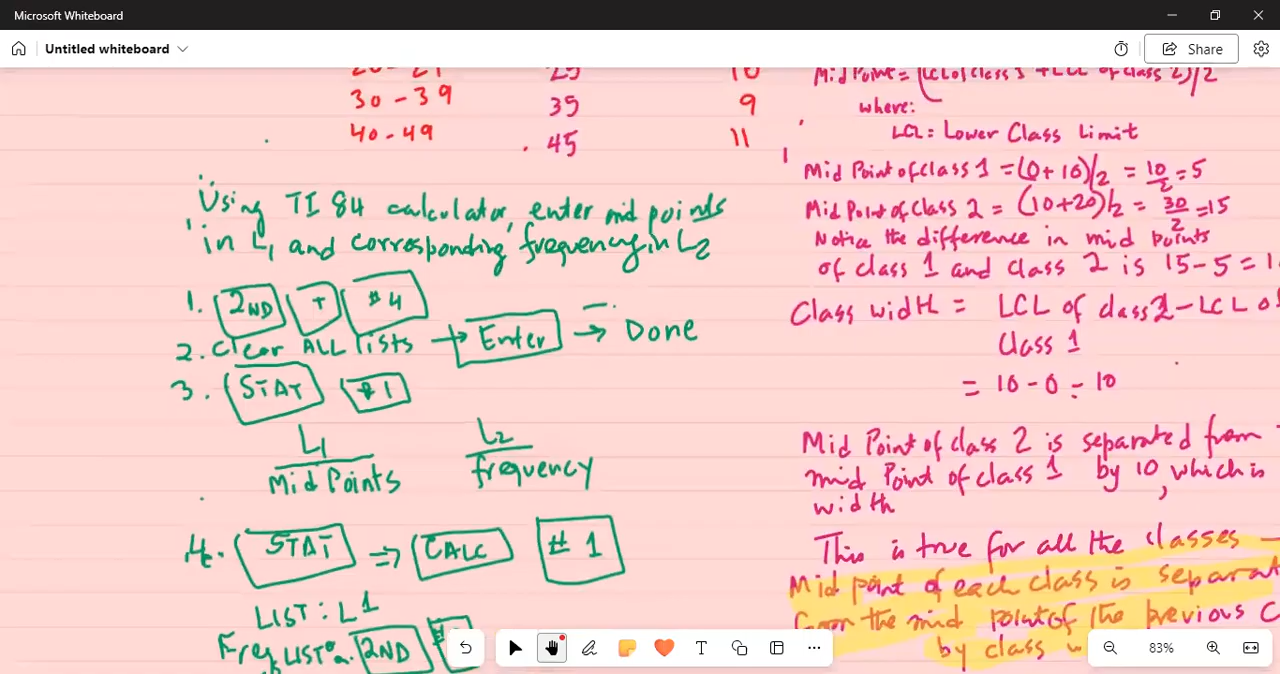 Microsoft Whiteboard
Untitled whiteboard
Share
25 10
30 - 39 35 9
40 - 49 45 11
Using TI 84 calculator, enter mid points
in L1 and corresponding frequency in L2
1. 2ND + #4
2. Clear ALL lists → Enter → Done
3. STAT #1
L1 L2
Mid Points frequency
4. STAT ⇒ CALC # 1
LIST: L1
Freq LIST: 2ND
Mid Point = (LCL of class 1 + LCL of class 2)/2
where:
LCL: Lower Class Limit
Mid Point of class 1 = (0+10)/2 = 10/2 = 5
Mid Point of Class 2 = (10+20)/2 = 30/2 = 15
Notice the difference in mid points
of class 1 and class 2 is 15 - 5 = 1
Class width = LCL of class 2 - LCL o
Class 1
= 10 - 0 = 10
Mid Point of class 2 is separated from
mid Point of class 1 by 10, which is
width
This is true for all the classes -
Mid point of each class is separat
from the mid point of the previous c
by class
83%